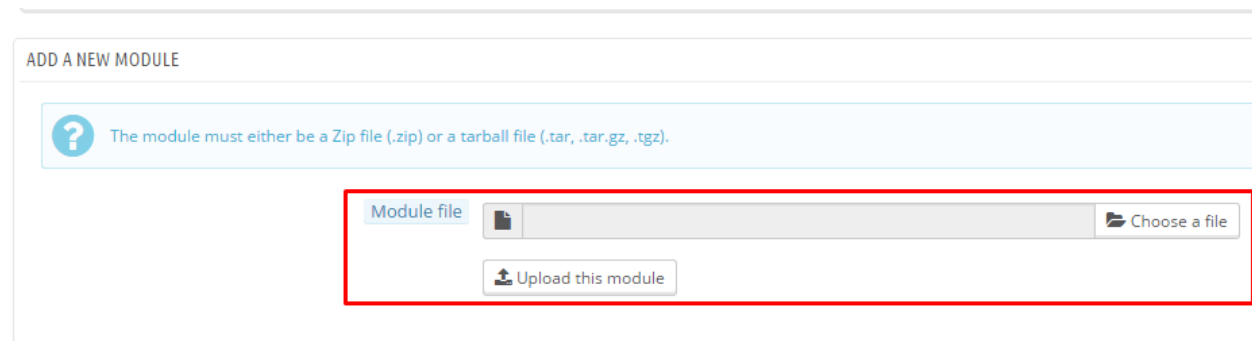 ADD A NEW MODULE
The module must either be a Zip file (.zip) or a tarball file (.tar, .tar.gz, .tgz).
Module file
Choose a file
Upload this module